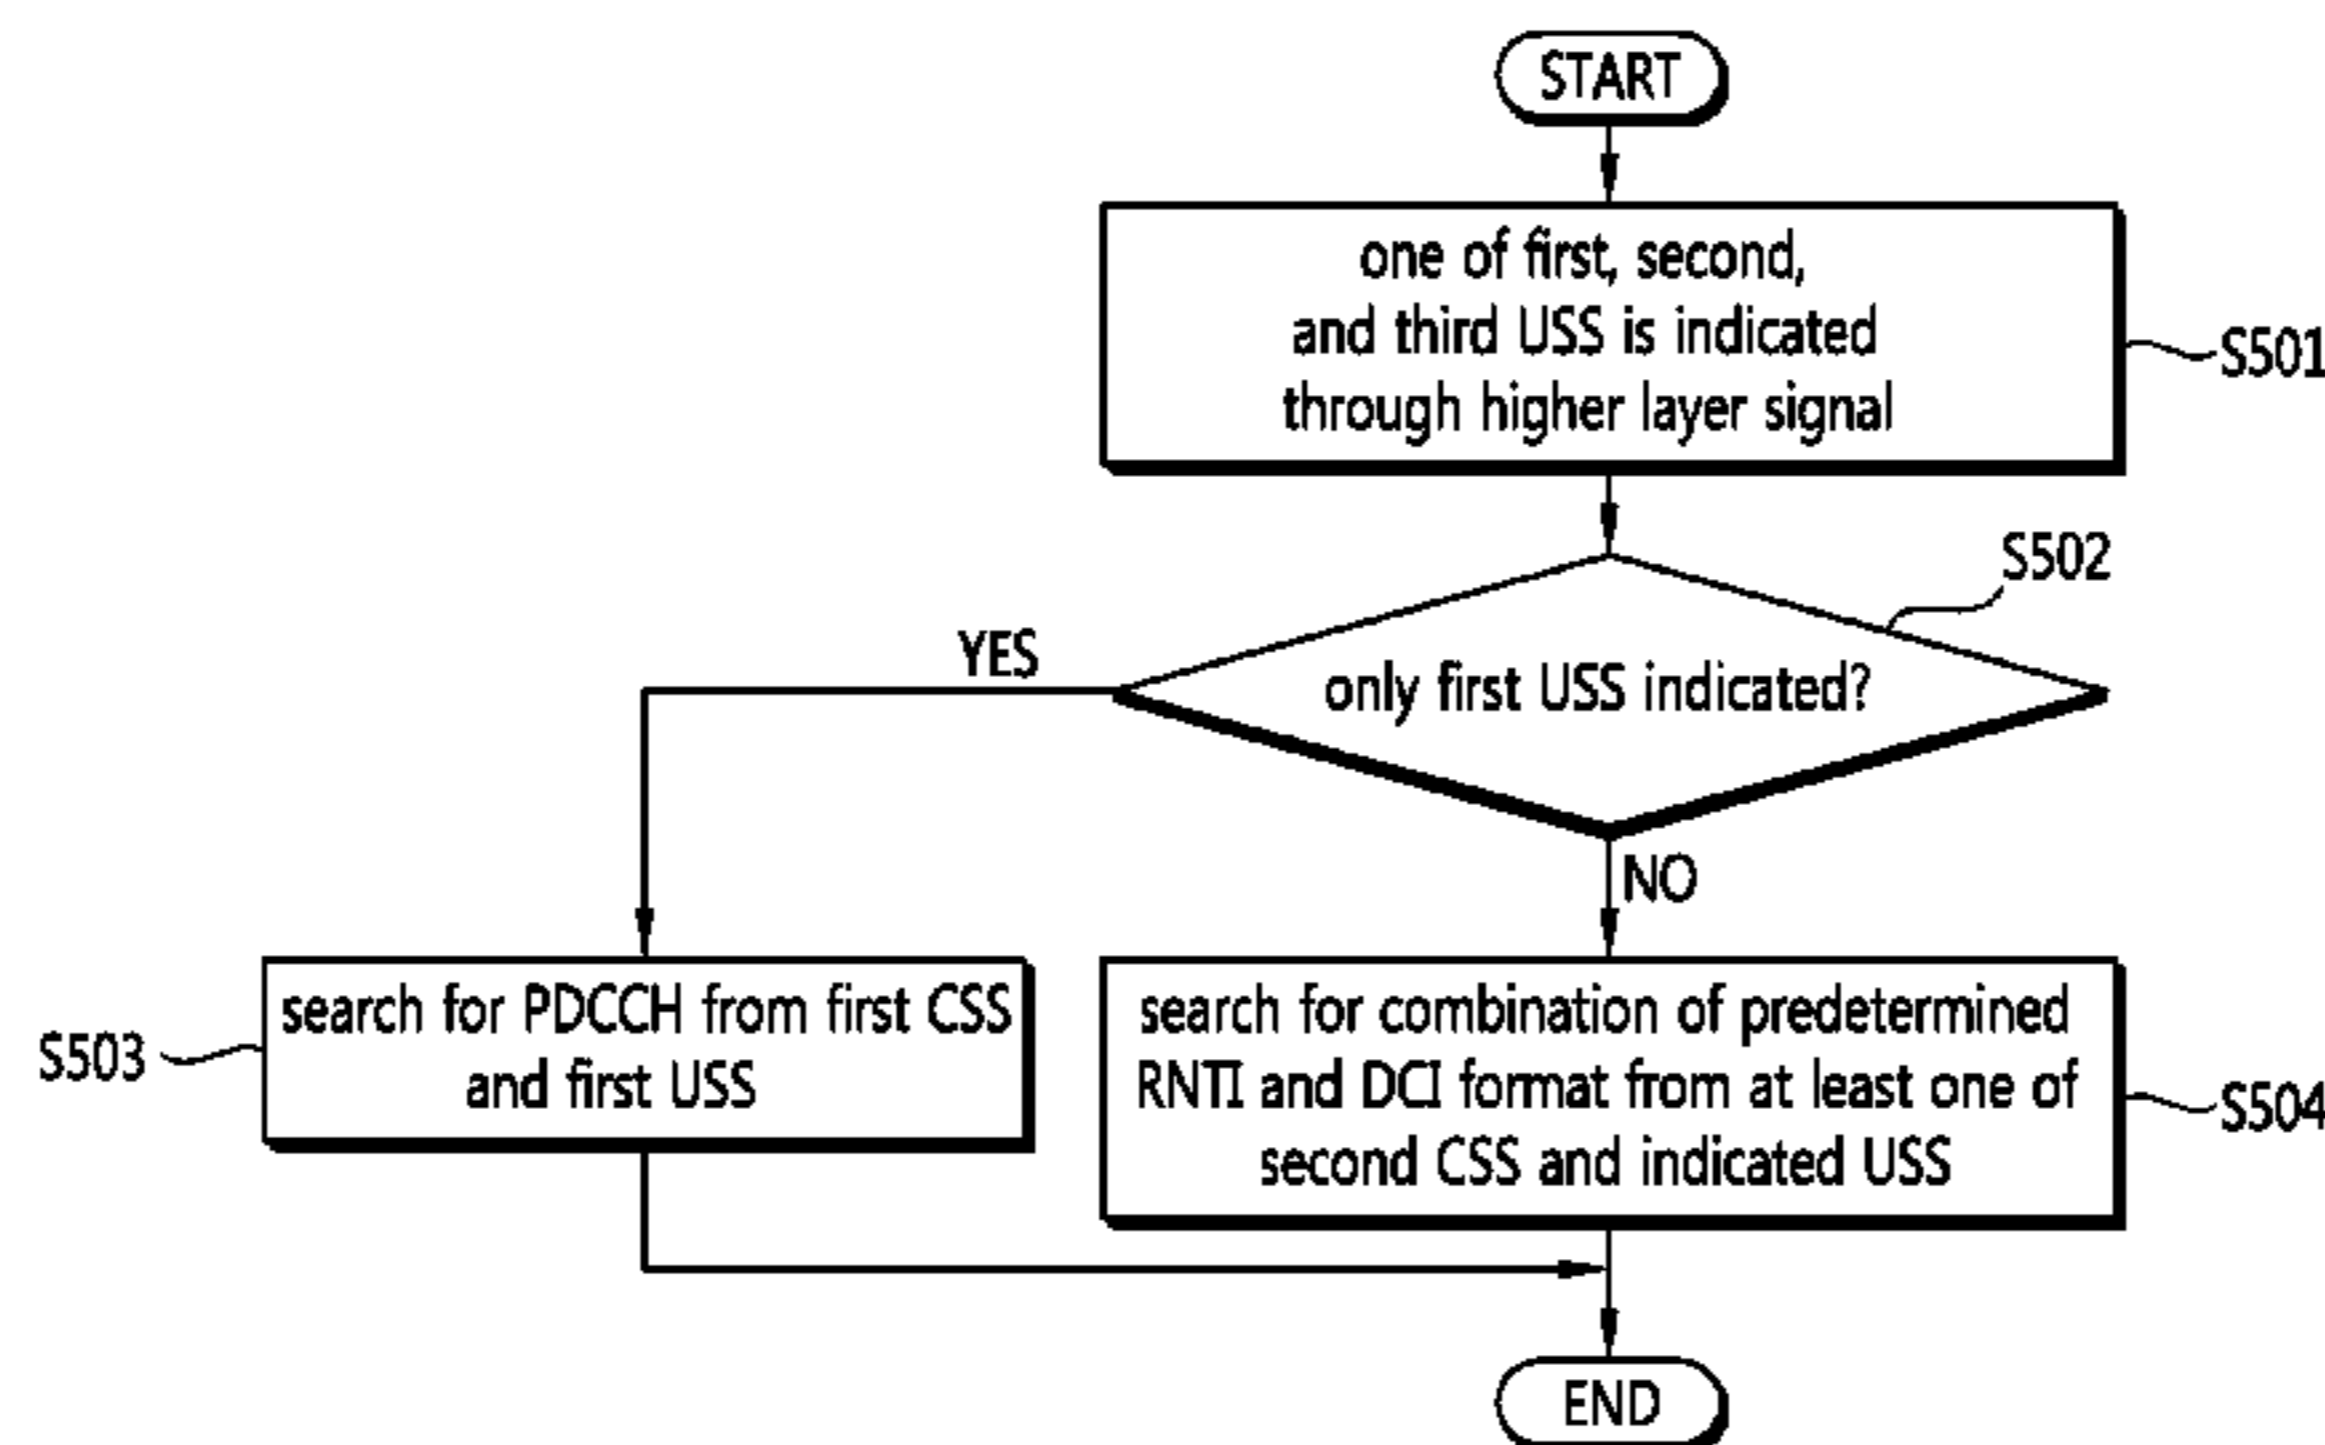 START
one of first, second,
and third USS is indicated
through higher layer signal
S501
S502
only first USS indicated?
YES
NO
search for PDCCH from first CSS
and first USS
S503
search for combination of predetermined
RNTI and DCI format from at least one of
second CSS and indicated USS
S504
END